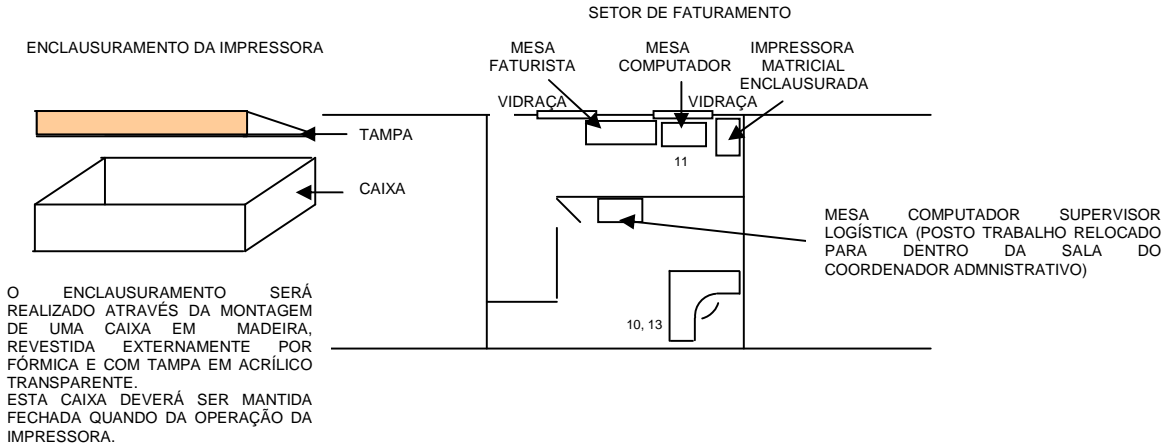 SETOR DE FATURAMENTO
ENCLAUSURAMENTO DA IMPRESSORA
MESA
FATURISTA
MESA
COMPUTADOR
IMPRESSORA
MATRICIAL
ENCLAUSURADA
VIDRAÇA
VIDRAÇA
TAMPA
CAIXA
11
MESA COMPUTADOR SUPERVISOR
LOGÍSTICA (POSTO TRABALHO RELOCADO
PARA DENTRO DA SALA DO
COORDENADOR ADMNISTRATIVO)
10, 13
O ENCLAUSURAMENTO SERÁ
REALIZADO ATRAVÉS DA MONTAGEM
DE UMA CAIXA EM MADEIRA,
REVESTIDA EXTERNAMENTE POR
FÓRMICA E COM TAMPA EM ACRÍLICO
TRANSPARENTE.
ESTA CAIXA DEVERÁ SER MANTIDA
FECHADA QUANDO DA OPERAÇÃO DA
IMPRESSORA.